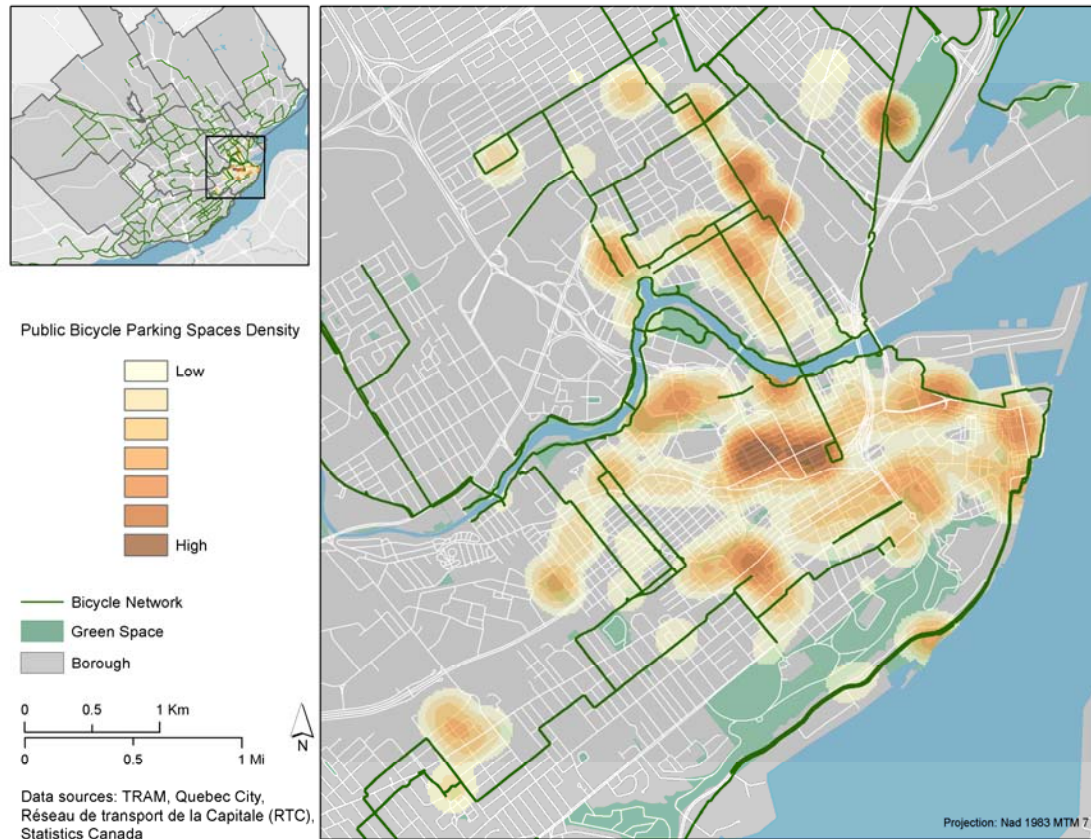 Public Bicycle Parking Spaces Density
Low
High
Bicycle Network
Green Space
Borough
0 0.5 1 Km
0 0.5 1 Mi
N
Data sources: TRAM, Quebec City,
Réseau de transport de la Capitale (RTC),
Statistics Canada
Projection: Nad 1983 MTM 7